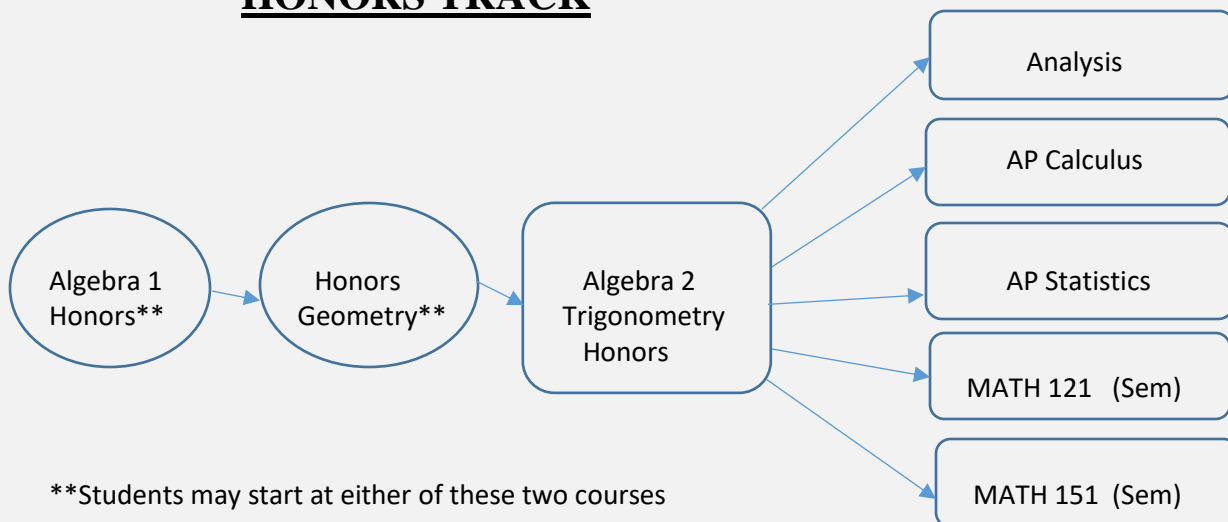 HONORS TRACK
Analysis
AP Calculus
Algebra 1
Honors**
Honors
Geometry**
Algebra 2
Trigonometry
Honors
AP Statistics
MATH 121 (Sem)
MATH 151 (Sem)
**Students may start at either of these two courses